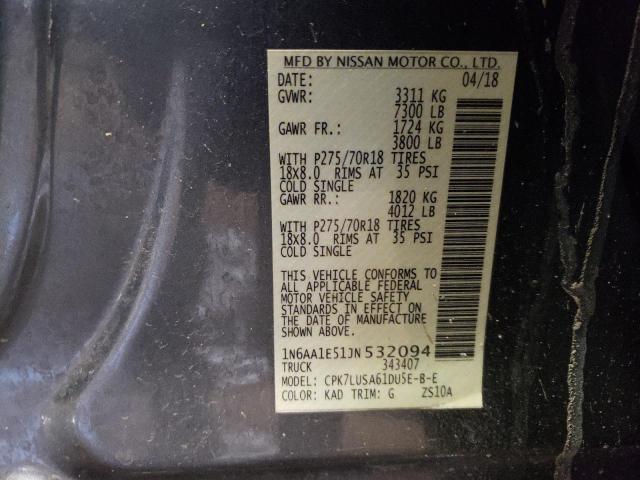 MFD BY NISSAN MOTOR CO., LTD.
DATE: 04/18
GVWR: 3311 KG
7300 LB
GAWR FR.: 1724 KG
3800 LB
WITH P275/70R18 TIRES
18x8.0 RIMS AT 35 PSI
COLD SINGLE
GAWR RR.: 1820 KG
4012 LB
WITH P275/70R18 TIRES
18x8.0 RIMS AT 35 PSI
COLD SINGLE
THIS VEHICLE CONFORMS TO
ALL APPLICABLE FEDERAL
MOTOR VEHICLE SAFETY
STANDARDS IN EFFECT ON
THE DATE OF MANUFACTURE
SHOWN ABOVE.
1N6AA1E51JN532094
TRUCK 343407
MODEL: CPK7LUSA61DU5E-B-E
COLOR: KAD TRIM: G ZS10A